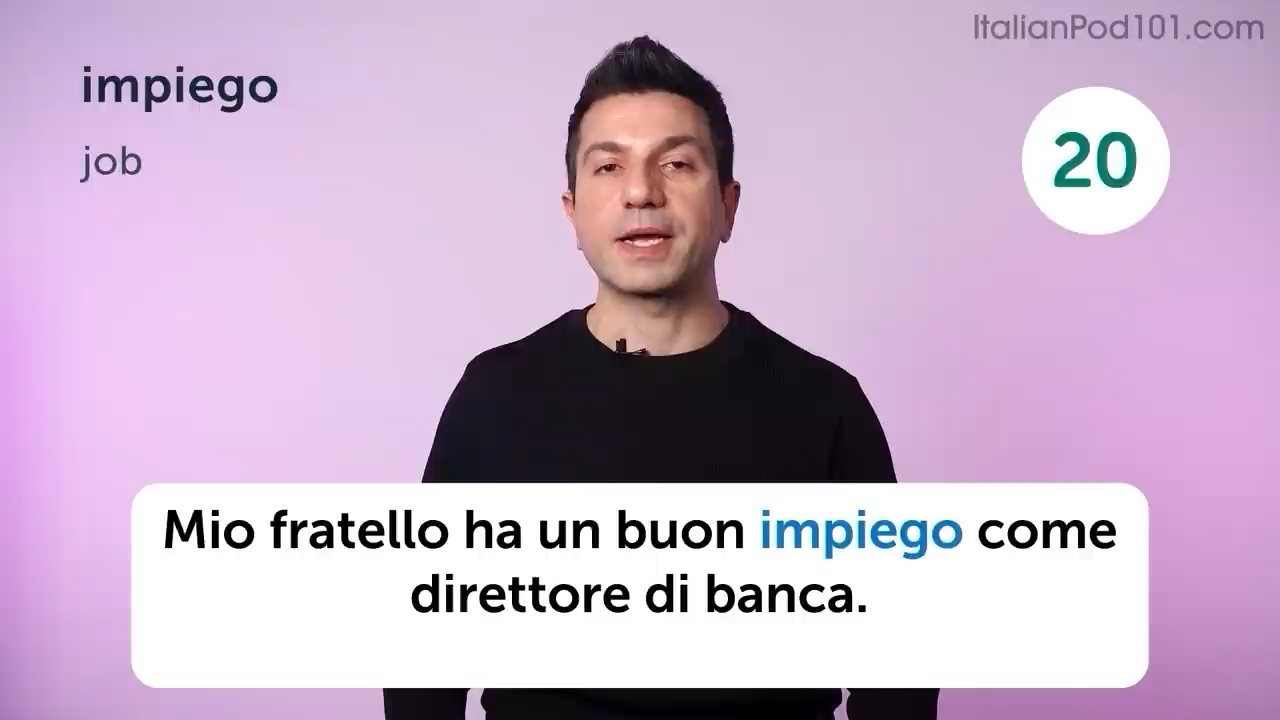 ItalianPod101.com
impiego
job
20
Mio fratello ha un buon impiego come
direttore di banca.